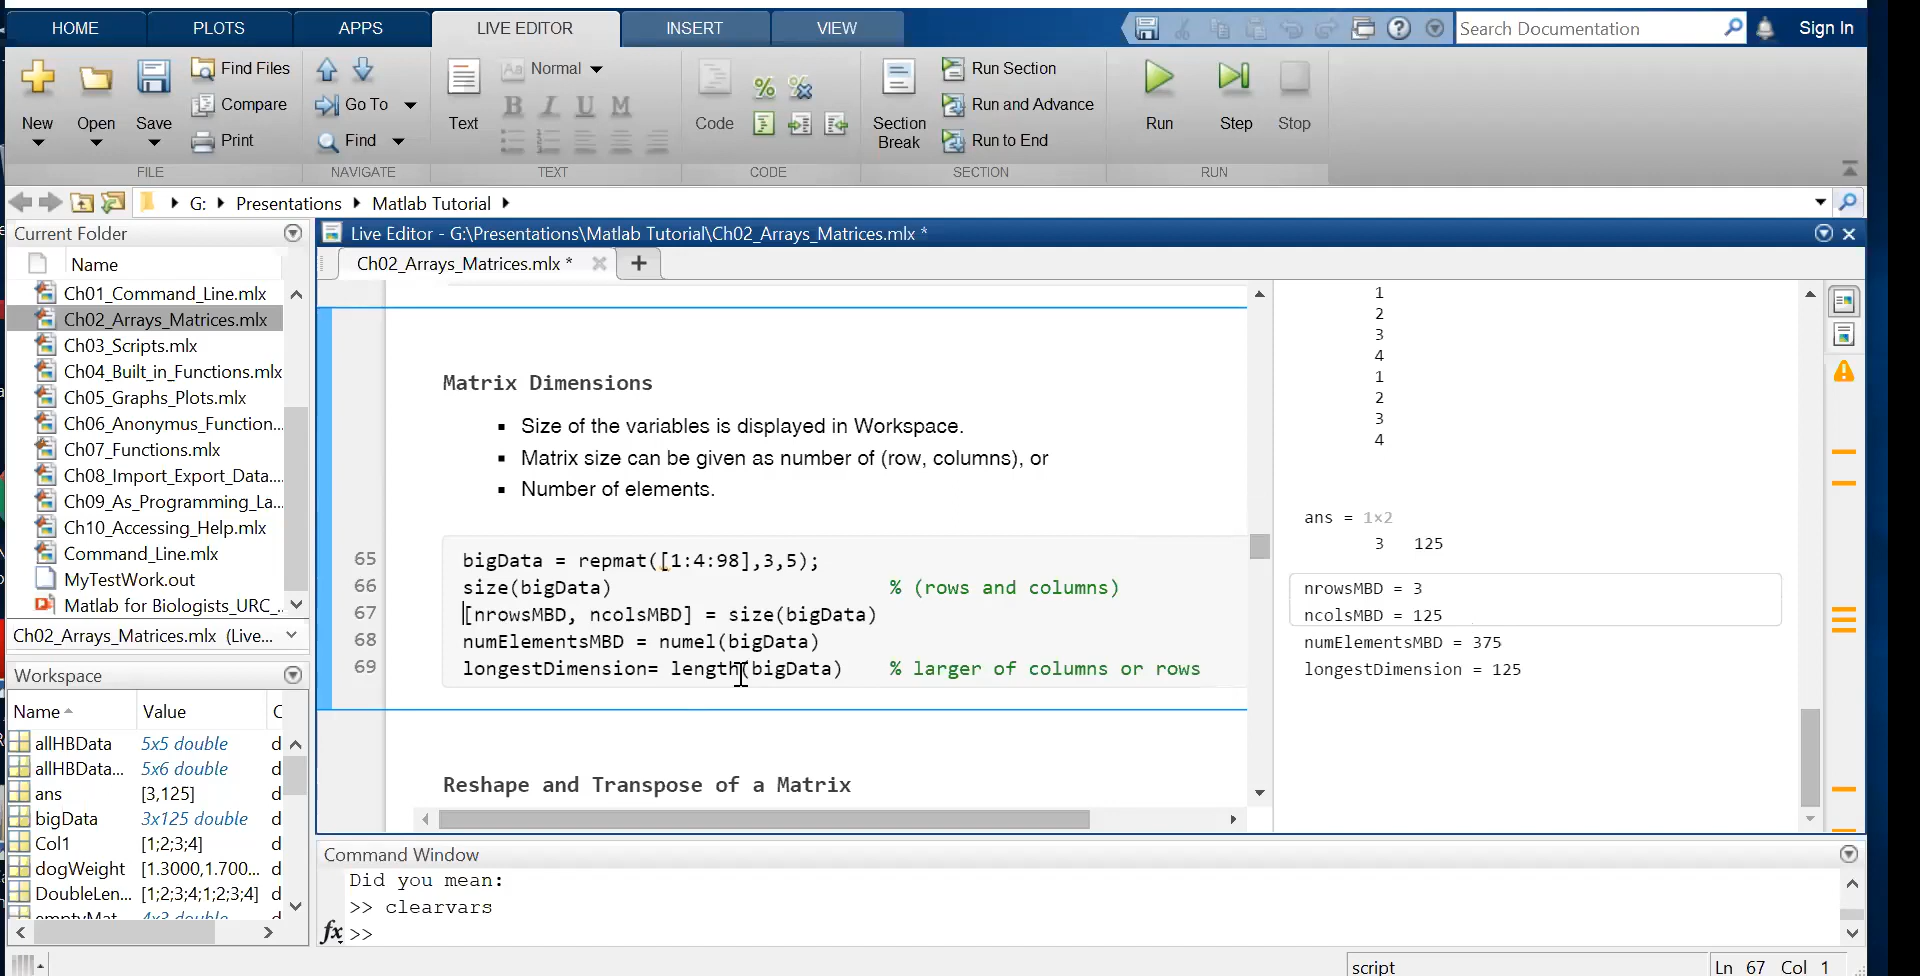 HOME PLOTS APPS LIVE EDITOR INSERT VIEW Search Documentation Sign In
New Open Save Find Files Compare Print
Go To Find
Text Normal B I U M
Code
Section Break Run Section Run and Advance Run to End
Run Step Stop
FILE NAVIGATE TEXT CODE SECTION RUN
G: Presentations Matlab Tutorial
Current Folder
Name
Ch01_Command_Line.mlx
Ch02_Arrays_Matrices.mlx
Ch03_Scripts.mlx
Ch04_Built_in_Functions.mlx
Ch05_Graphs_Plots.mlx
Ch06_Anonymus_Function...
Ch07_Functions.mlx
Ch08_Import_Export_Data...
Ch09_As_Programming_La...
Ch10_Accessing_Help.mlx
Command_Line.mlx
MyTestWork.out
Matlab for Biologists_URC_...
Ch02_Arrays_Matrices.mlx (Live...
Workspace
Name Value C
allHBData 5x5 double d
allHBData... 5x6 double d
ans [3,125] d
bigData 3x125 double d
Col1 [1;2;3;4] d
dogWeight [1.3000,1.700... d
DoubleLen... [1;2;3;4;1;2;3;4] d
emptyMat 4x3 double d
Live Editor - G:\Presentations\Matlab Tutorial\Ch02_Arrays_Matrices.mlx *
Ch02_Arrays_Matrices.mlx *
Matrix Dimensions
Size of the variables is displayed in Workspace.
Matrix size can be given as number of (row, columns), or
Number of elements.
65 bigData = repmat([1:4:98],3,5);
66 size(bigData) % (rows and columns)
67 [nrowsMBD, ncolsMBD] = size(bigData)
68 numElementsMBD = numel(bigData)
69 longestDimension= length(bigData) % larger of columns or rows
Reshape and Transpose of a Matrix
1
2
3
4
1
2
3
4
ans = 1×2
3 125
nrowsMBD = 3
ncolsMBD = 125
numElementsMBD = 375
longestDimension = 125
Command Window
Did you mean:
>> clearvars
fx >>
script Ln 67 Col 1